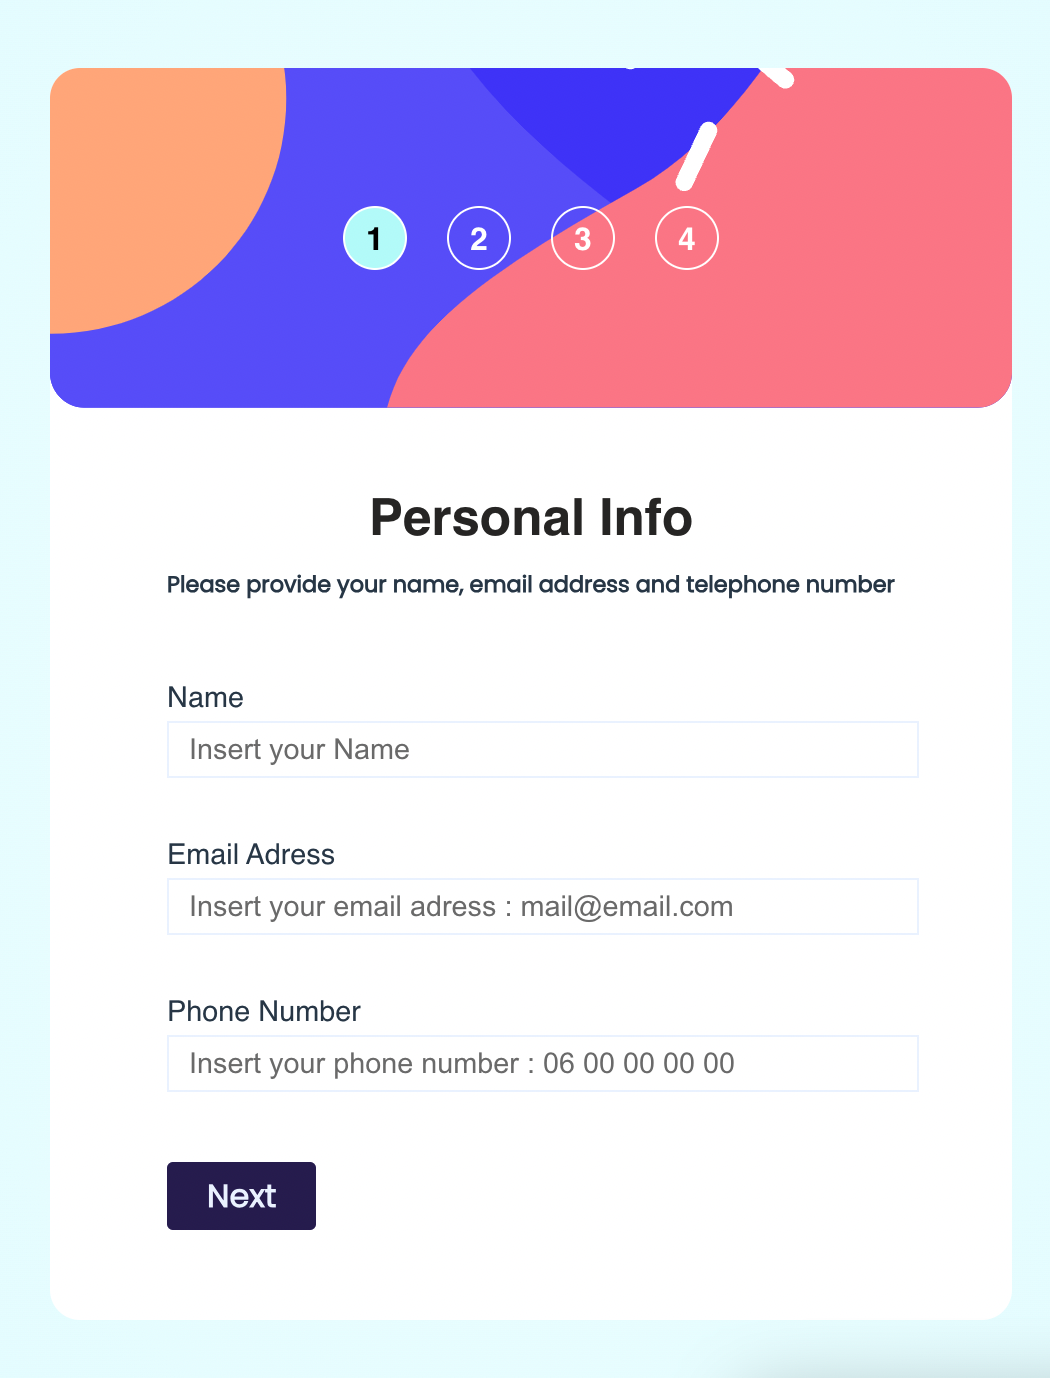 1 2 3 4
Personal Info
Please provide your name, email address and telephone number
Name
Insert your Name
Email Adress
Insert your email adress : mail@email.com
Phone Number
Insert your phone number : 06 00 00 00 00
Next